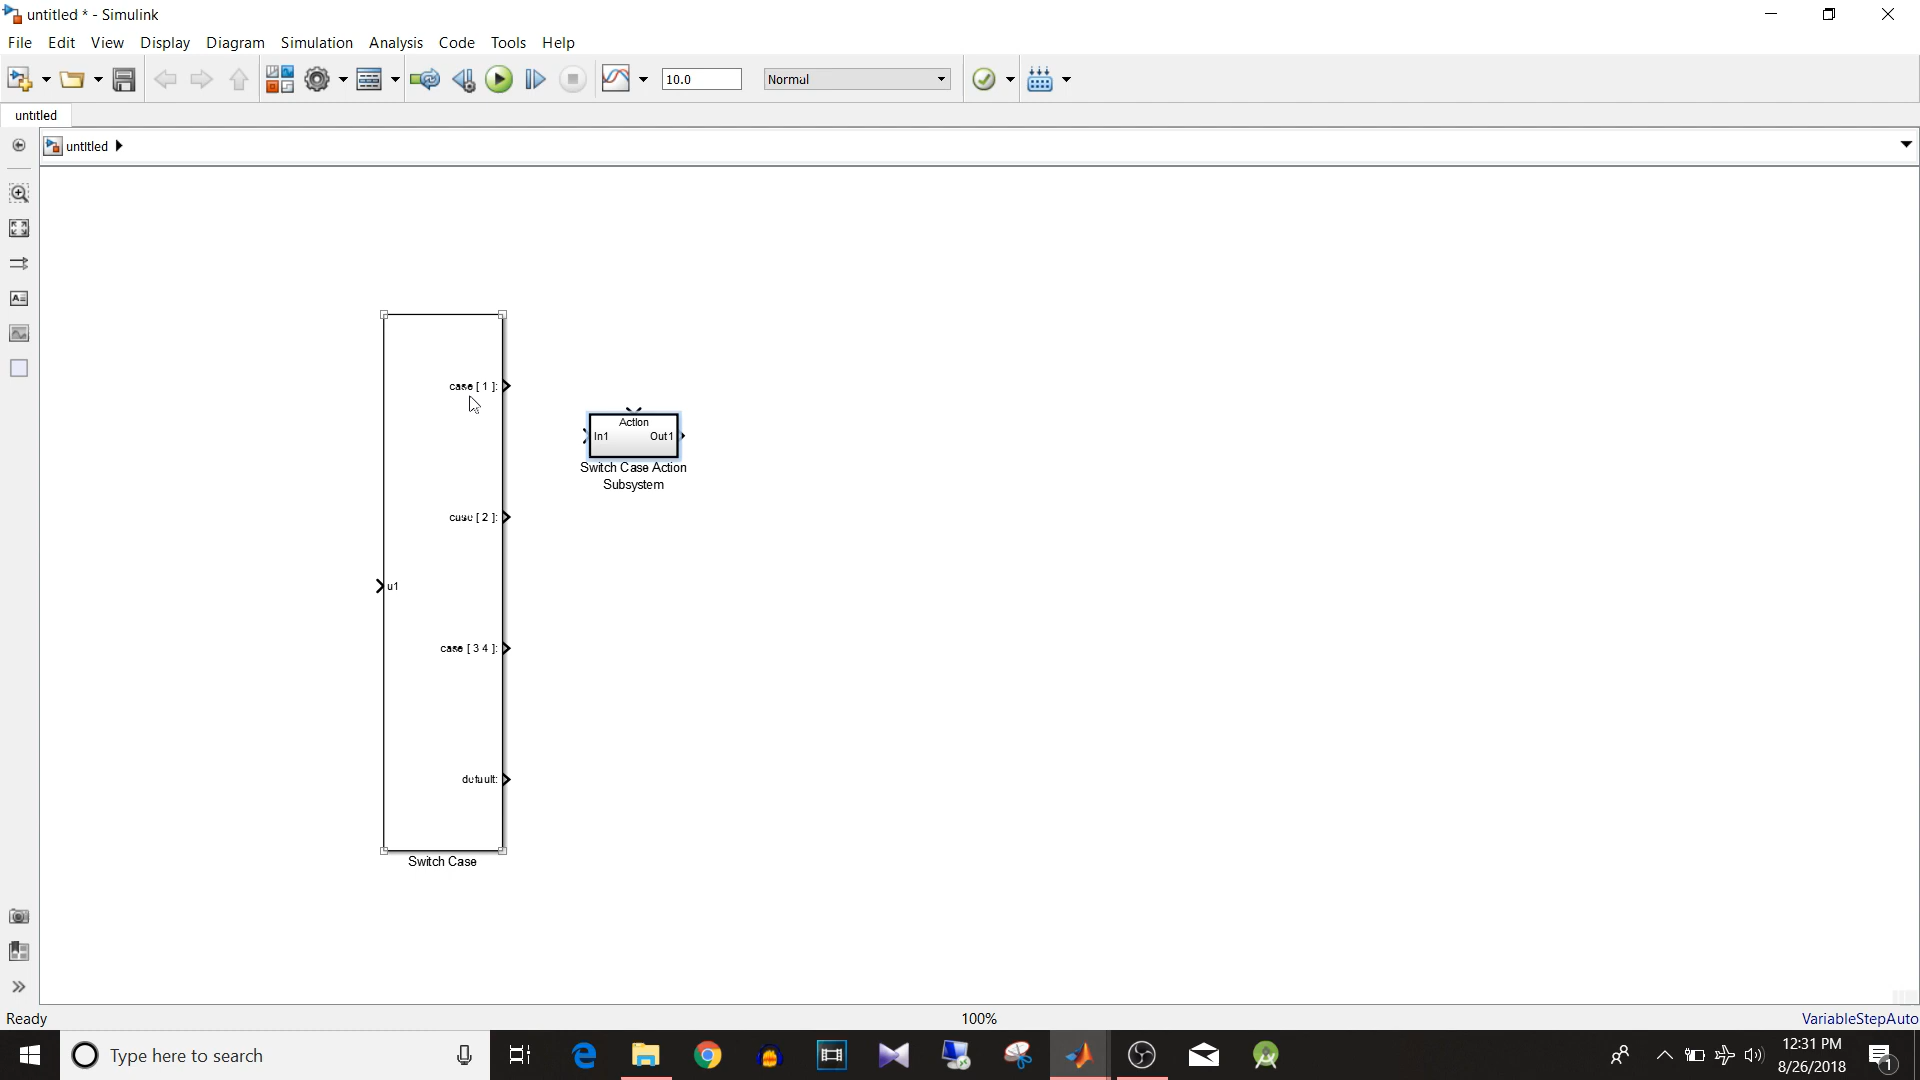 untitled * - Simulink
File Edit View Display Diagram Simulation Analysis Code Tools Help
10.0 Normal
untitled
untitled
case [ 1 ]:
Action
In1 Out1
Switch Case Action
Subsystem
case [ 2 ]:
u1
case [ 3 4 ]:
default:
Switch Case
Ready 100% VariableStepAuto
Type here to search
12:31 PM
8/26/2018
1